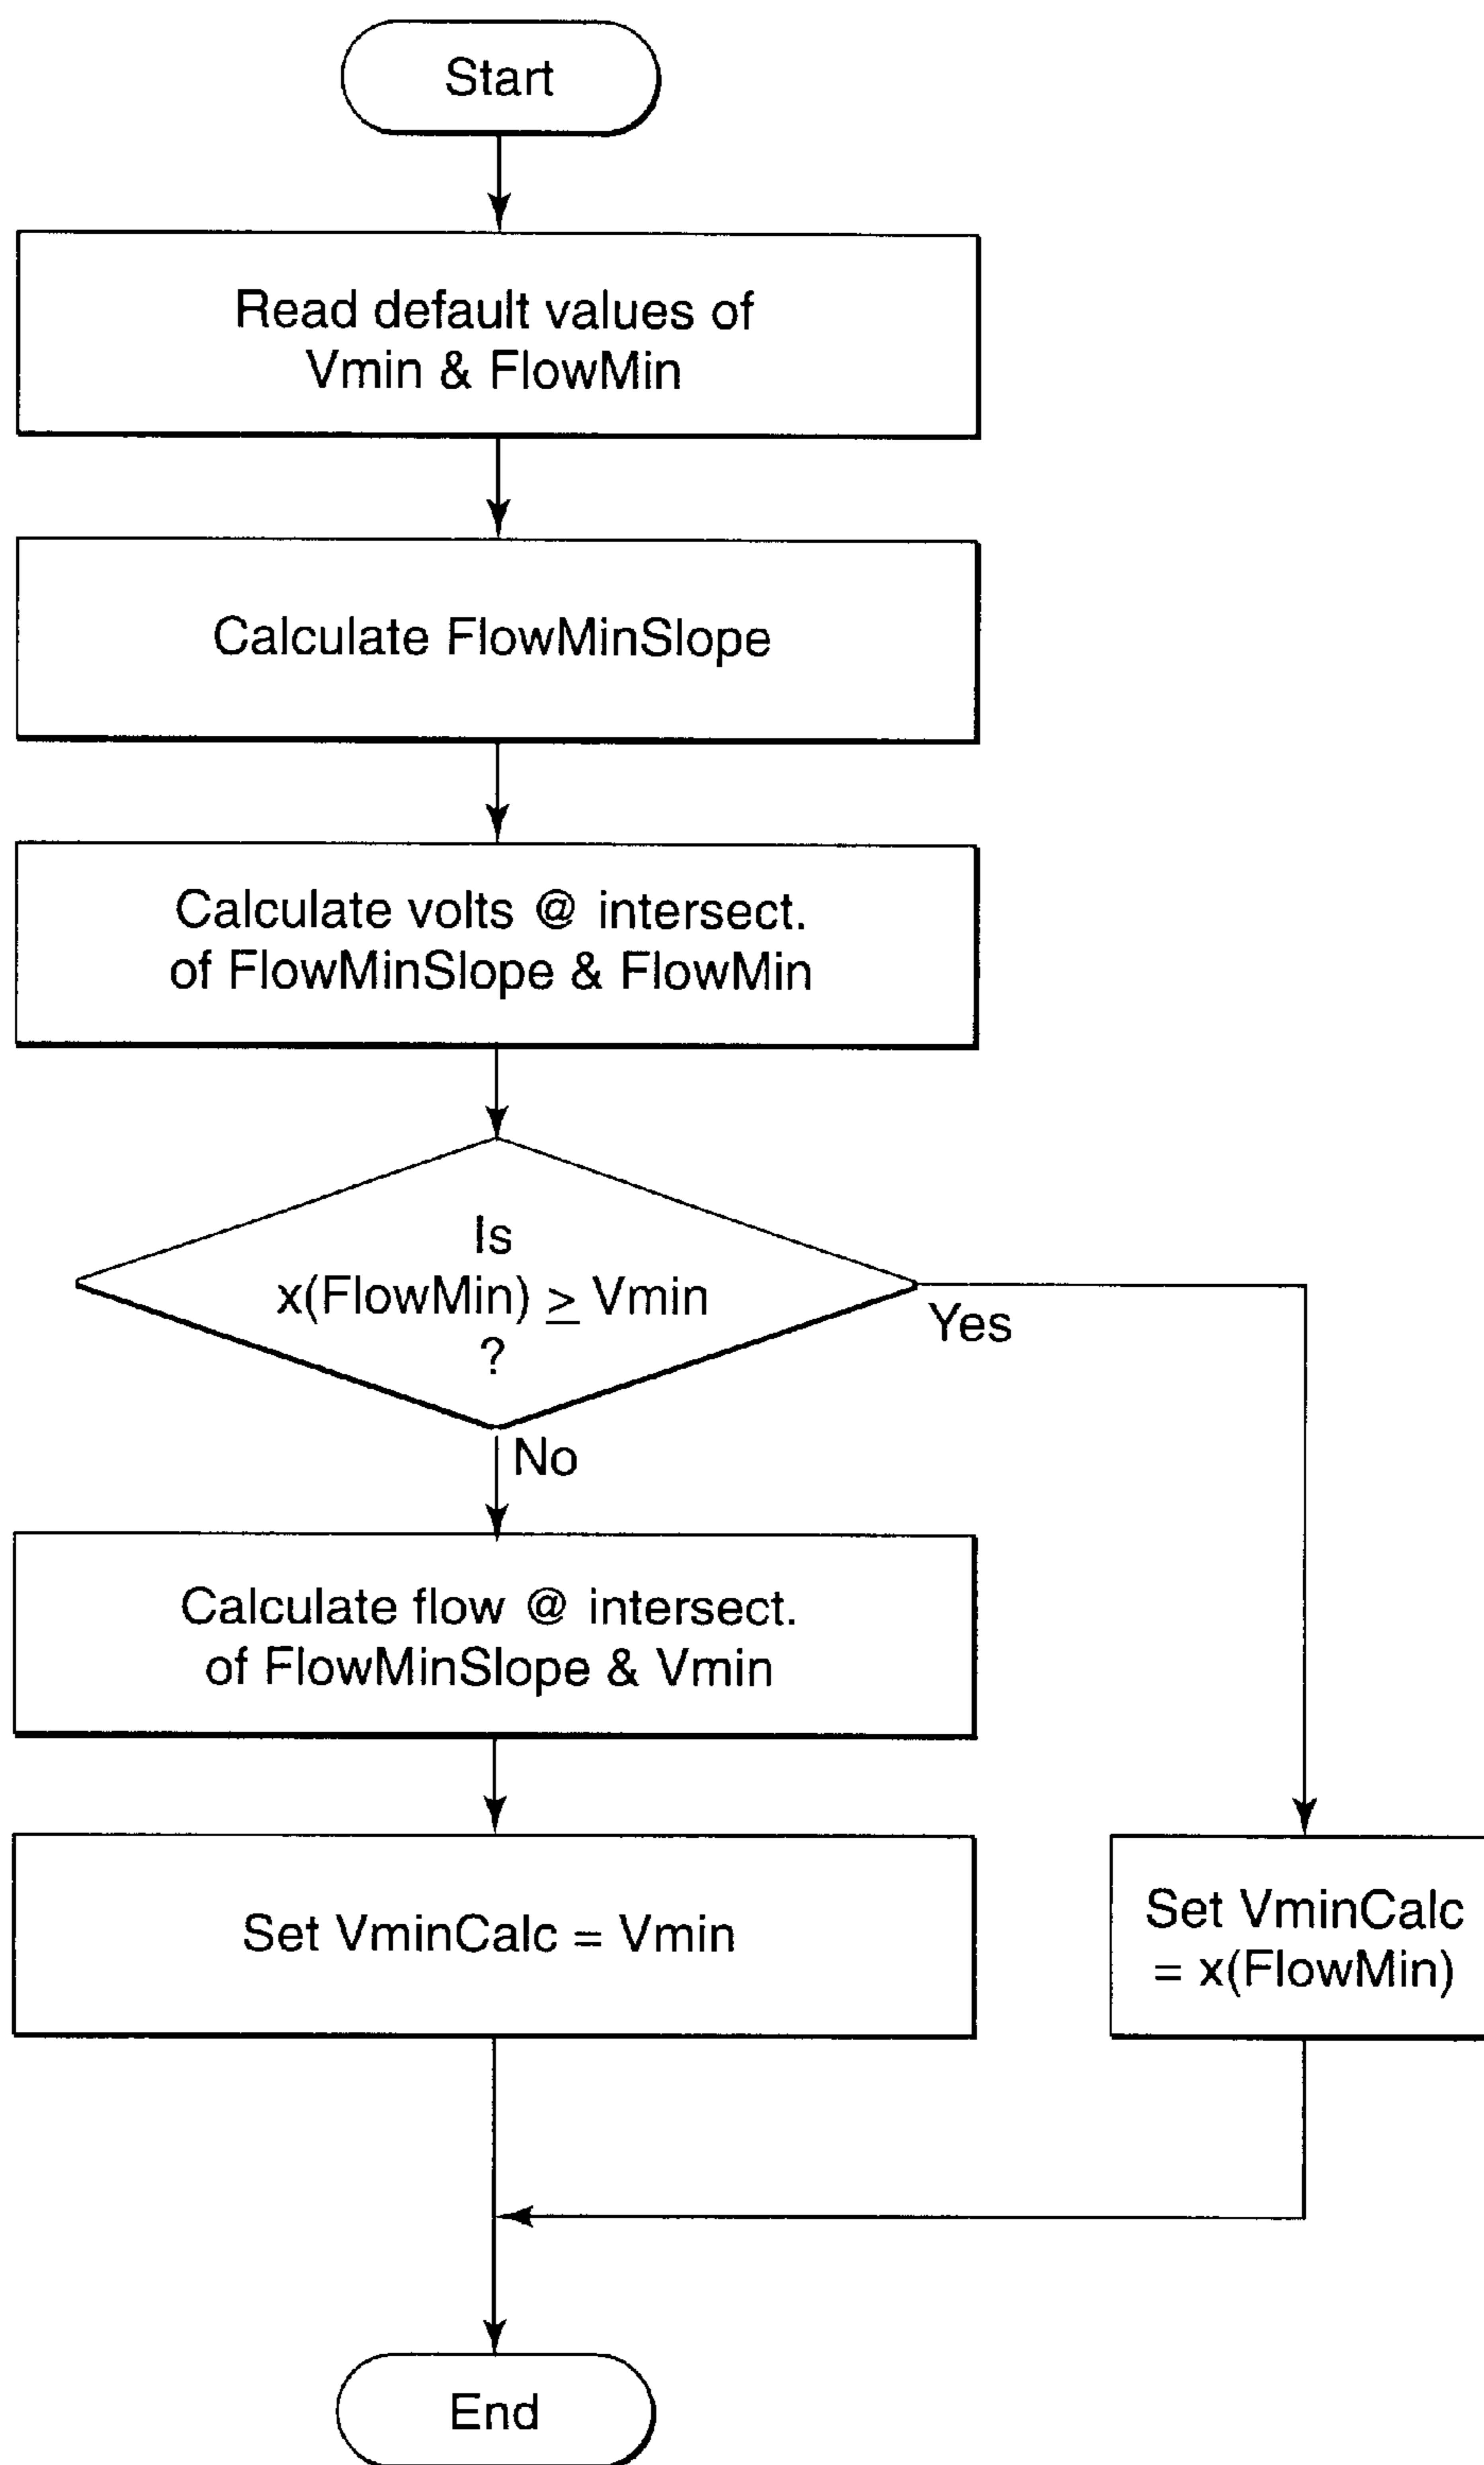 Start
Read default values of
Vmin & FlowMin
Calculate FlowMinSlope
Calculate volts @ intersect.
of FlowMinSlope & FlowMin
Is
x(FlowMin) ≥ Vmin
?
Yes
No
Calculate flow @ intersect.
of FlowMinSlope & Vmin
Set VminCalc = Vmin
Set VminCalc
= x(FlowMin)
End